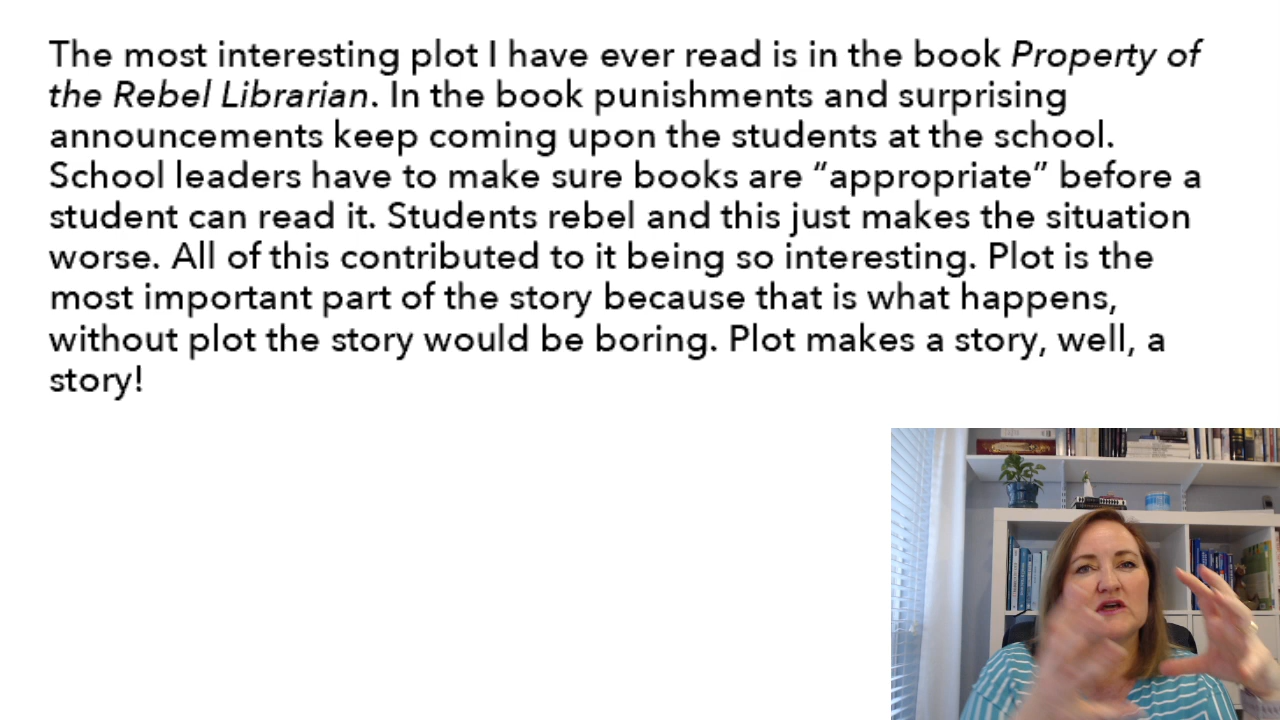 The most interesting plot I have ever read is in the book Property of
the Rebel Librarian. In the book punishments and surprising
announcements keep coming upon the students at the school.
School leaders have to make sure books are “appropriate” before a
student can read it. Students rebel and this just makes the situation
worse. All of this contributed to it being so interesting. Plot is the
most important part of the story because that is what happens,
without plot the story would be boring. Plot makes a story, well, a
story!